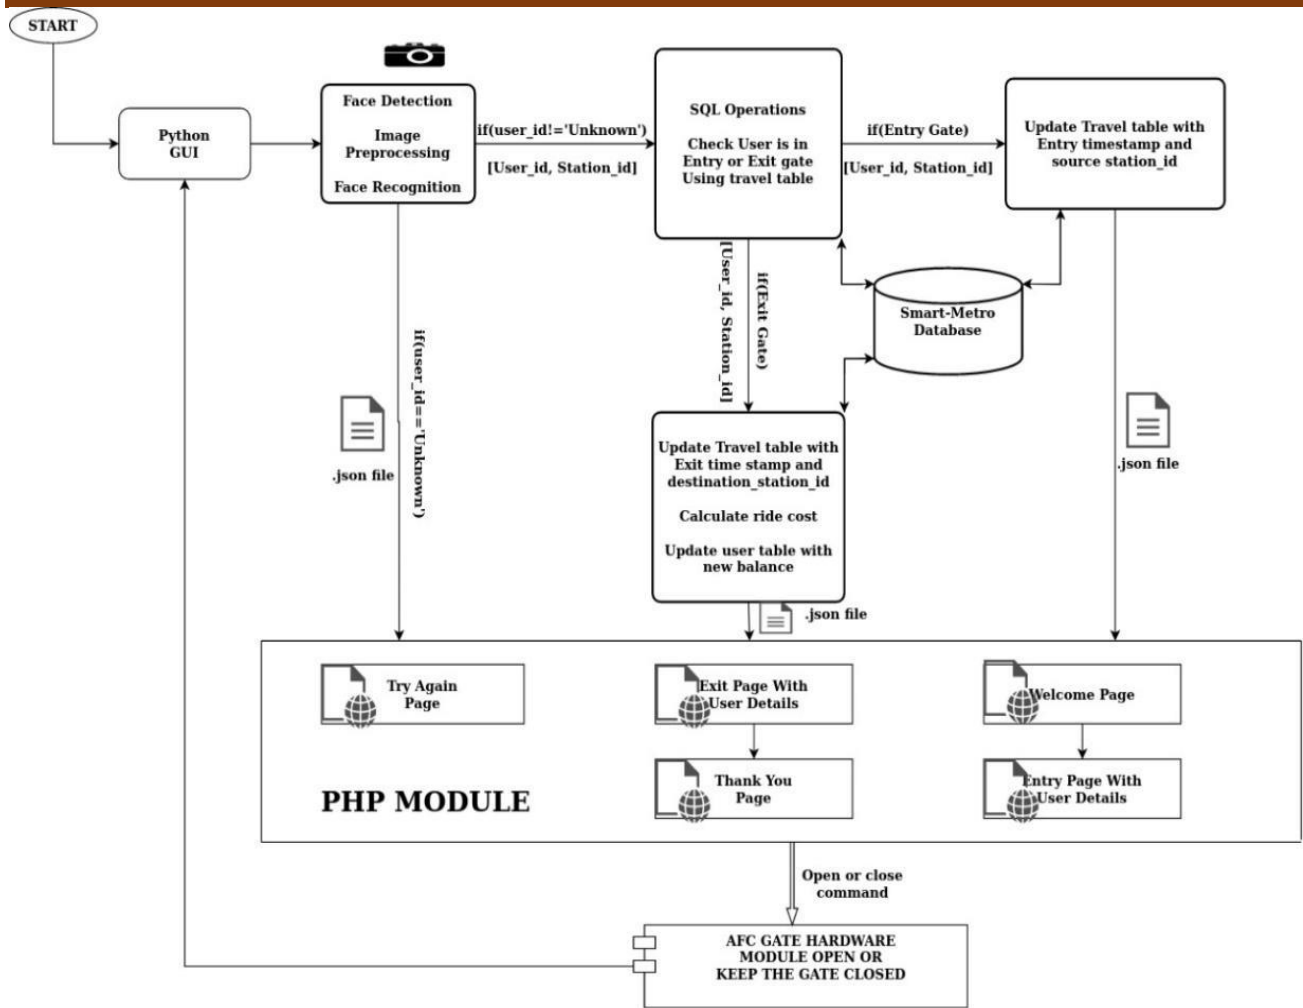 START
Python
GUI
Face Detection
Image
Preprocessing
Face Recognition
if(user_id!='Unknown')
[User_id, Station_id]
SQL Operations
Check User is in
Entry or Exit gate
Using travel table
if(Entry Gate)
[User_id, Station_id]
Update Travel table with
Entry timestamp and
source station_id
Smart-Metro
Database
[User_id, Station_id]
if(Exit Gate)
if(user_id=='Unknown')
.json file
Update Travel table with
Exit time stamp and
destination_station_id
Calculate ride cost
Update user table with
new balance
.json file
.json file
Try Again
Page
Exit Page With
User Details
Welcome Page
Thank You
Page
Entry Page With
User Details
PHP MODULE
Open or close
command
AFC GATE HARDWARE
MODULE OPEN OR
KEEP THE GATE CLOSED